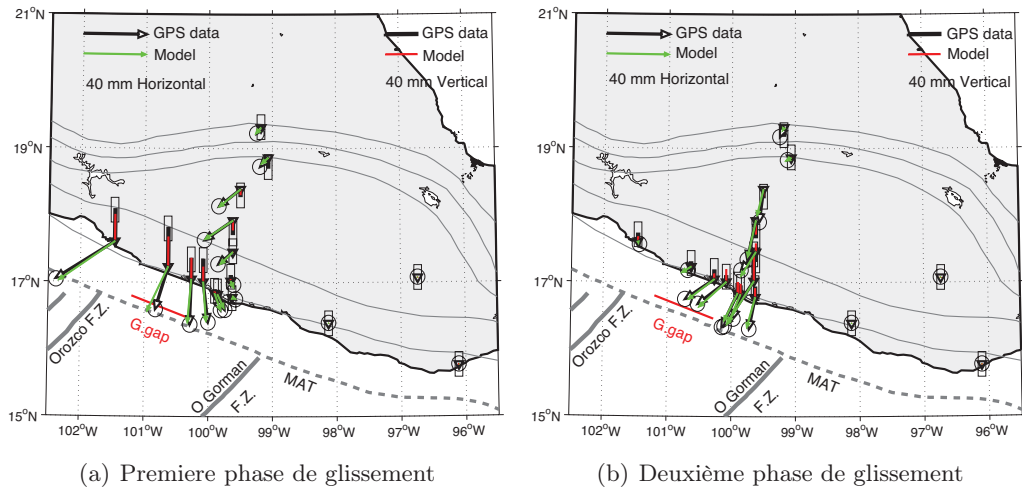 21°N
19°N
17°N
15°N
102°W
101°W
100°W
99°W
98°W
97°W
96°W
GPS data
Model
40 mm Horizontal
GPS data
Model
40 mm Vertical
Orozco F.Z.
G.gap
O Gorman
F.Z.
MAT
(a) Premiere phase de glissement
21°N
19°N
17°N
15°N
102°W
101°W
100°W
99°W
98°W
97°W
96°W
GPS data
Model
40 mm Horizontal
GPS data
Model
40 mm Vertical
Orozco F.Z.
G.gap
O Gorman
F.Z.
MAT
(b) Deuxième phase de glissement